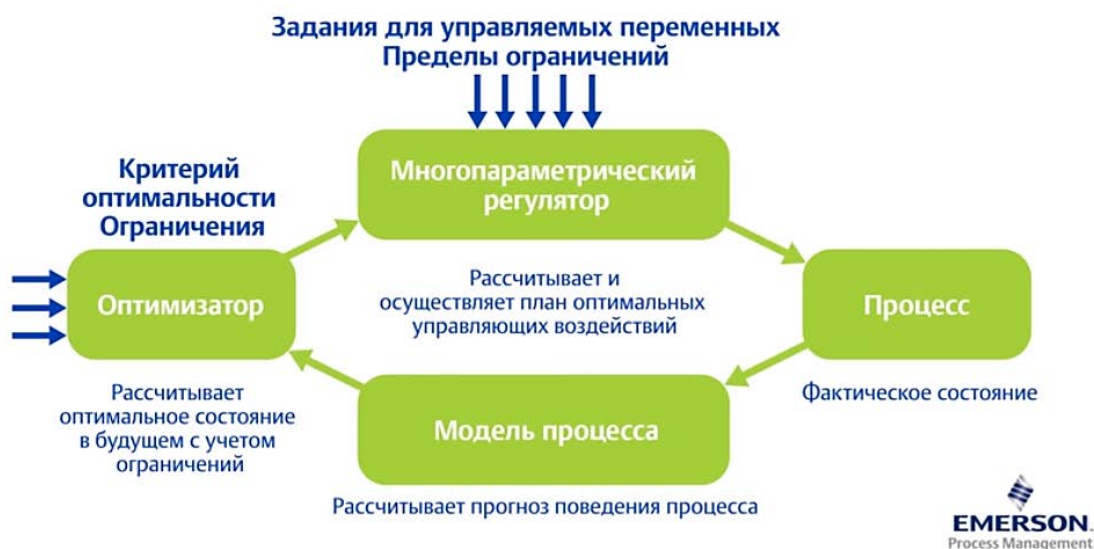 Задания для управляемых переменных
Пределы ограничений
Критерий
оптимальности
Ограничения
Многопараметрический
регулятор
Оптимизатор
Рассчитывает и
осуществляет план оптимальных
управляющих воздействий
Процесс
Рассчитывает
оптимальное состояние
в будущем с учетом
ограничений
Модель процесса
Фактическое состояние
Рассчитывает прогноз поведения процесса
EMERSON.
Process Management